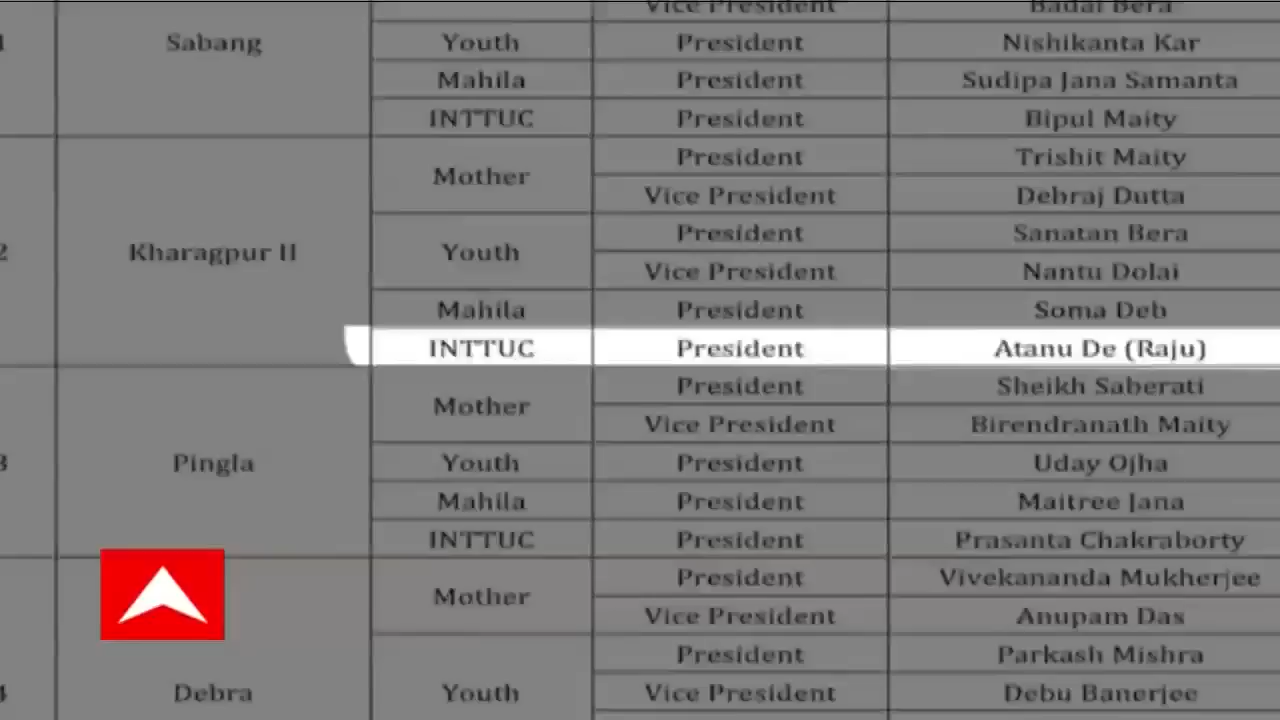 Vice President Badal Bera
Sabang Youth President Nishikanta Kar
Mahila President Sudipa Jana Samanta
INTTUC President Bipul Maity
Mother President Trishit Maity
Vice President Debraj Dutta
Kharagpur II Youth President Sanatan Bera
Vice President Nantu Dolai
Mahila President Soma Deb
INTTUC President Atanu De (Raju)
Mother President Sheikh Saberati
Vice President Birendranath Maity
Pingla Youth President Uday Ojha
Mahila President Maitree Jana
INTTUC President Prasanta Chakraborty
Mother President Vivekananda Mukherjee
Vice President Anupam Das
Debra Youth President Parkash Mishra
Vice President Debu Banerjee